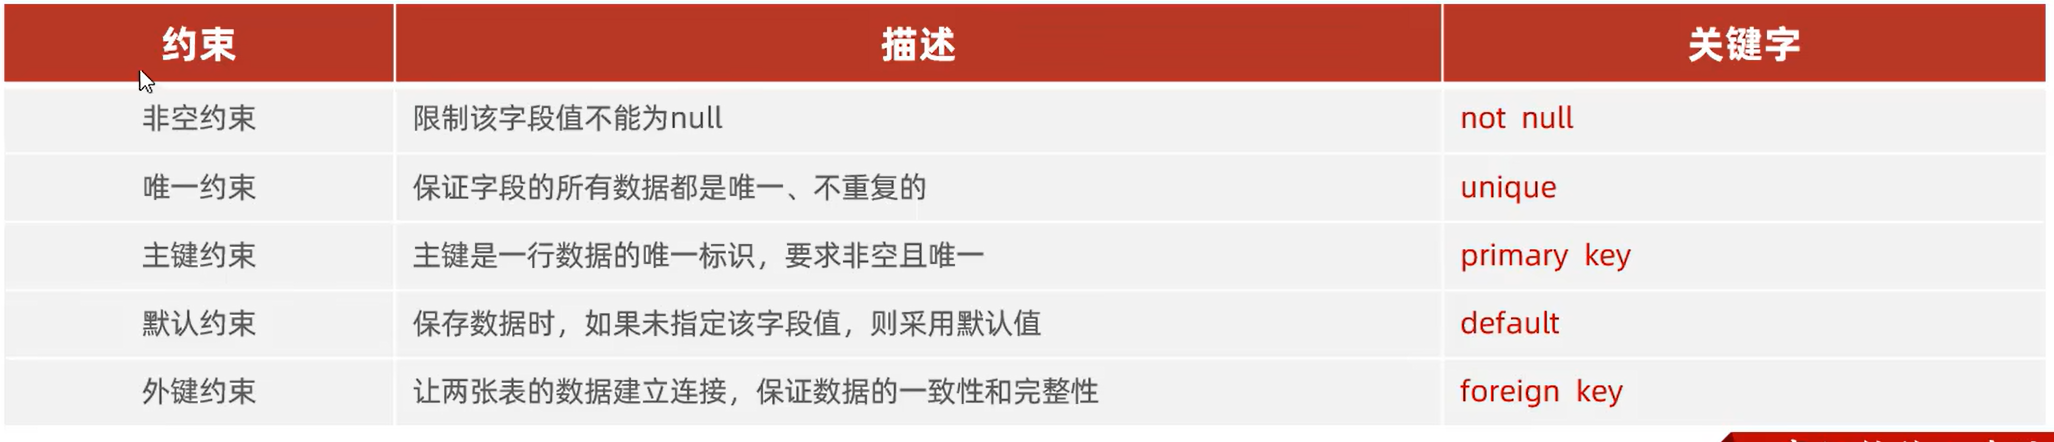 约束 描述 关键字
非空约束 限制该字段值不能为null not null
唯一约束 保证字段的所有数据都是唯一、不重复的 unique
主键约束 主键是一行数据的唯一标识，要求非空且唯一 primary key
默认约束 保存数据时，如果未指定该字段值，则采用默认值 default
外键约束 让两张表的数据建立连接，保证数据的一致性和完整性 foreign key